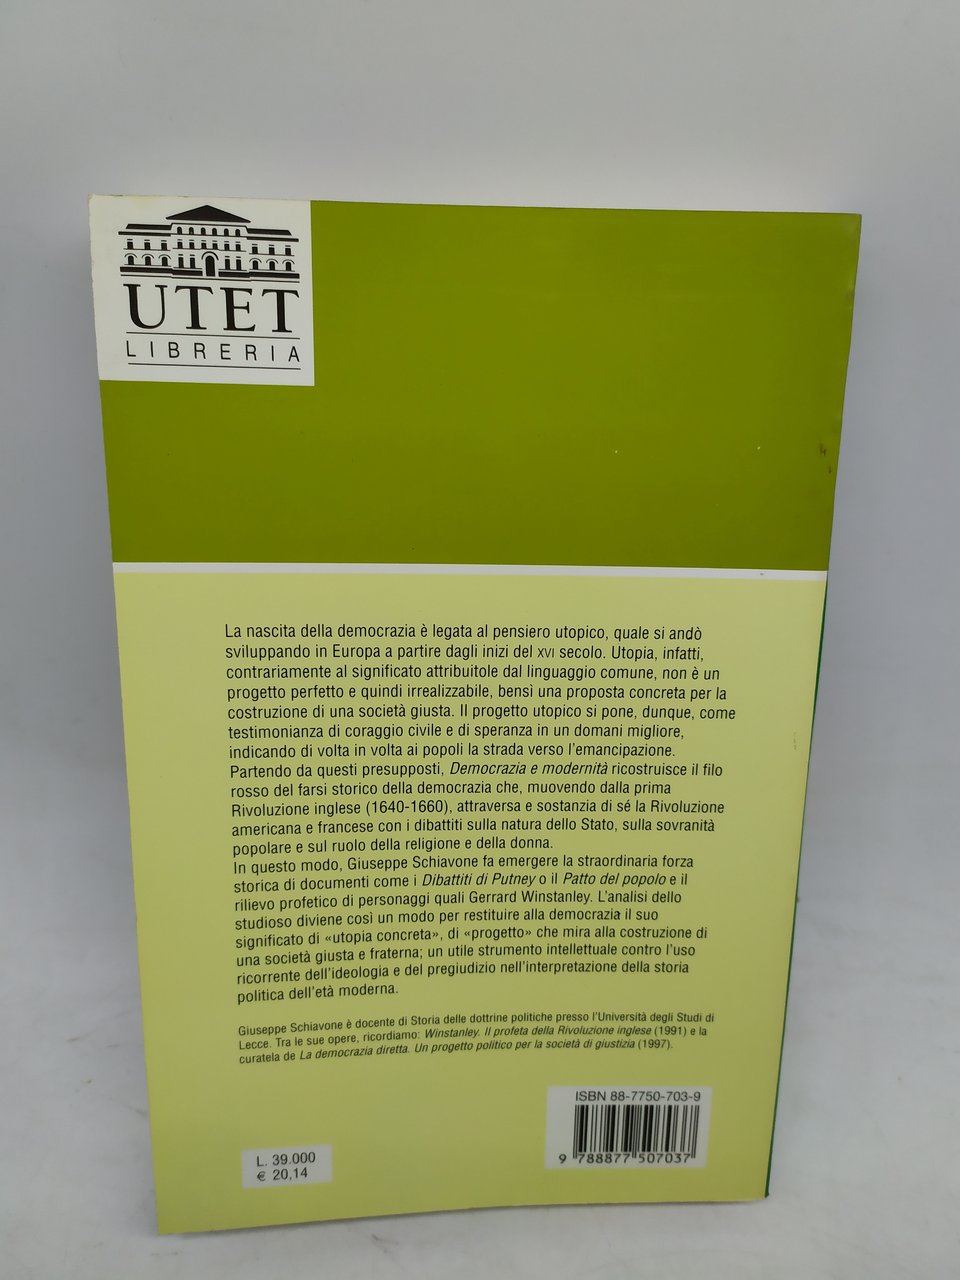 UTET
LIBRERIA
La nascita della democrazia è legata al pensiero utopico, quale si andò
sviluppando in Europa a partire dagli inizi del XVI secolo. Utopia, infatti,
contrariamente al significato attribuitole dal linguaggio comune, non è un
progetto perfetto e quindi irrealizzabile, bensì una proposta concreta per la
costruzione di una società giusta. Il progetto utopico si pone, dunque, come
testimonianza di coraggio civile e di speranza in un domani migliore,
indicando di volta in volta ai popoli la strada verso l'emancipazione.
Partendo da questi presupposti, Democrazia e modernità ricostruisce il filo
rosso del farsi storico della democrazia che, muovendo dalla prima
Rivoluzione inglese (1640-1660), attraversa e sostanzia di sé la Rivoluzione
americana e francese con i dibattiti sulla natura dello Stato, sulla sovranità
popolare e sul ruolo della religione e della donna.
In questo modo, Giuseppe Schiavone fa emergere la straordinaria forza
storica di documenti come i Dibattiti di Putney o il Patto del popolo e il
rilievo profetico di personaggi quali Gerrard Winstanley. L'analisi dello
studioso diviene così un modo per restituire alla democrazia il suo
significato di «utopia concreta», di «progetto» che mira alla costruzione di
una società giusta e fraterna; un utile strumento intellettuale contro l'uso
ricorrente dell'ideologia e del pregiudizio nell'interpretazione della storia
politica dell'età moderna.
Giuseppe Schiavone è docente di Storia delle dottrine politiche presso l'Università degli Studi di
Lecce. Tra le sue opere, ricordiamo: Winstanley. Il profeta della Rivoluzione inglese (1991) e la
curatela de La democrazia diretta. Un progetto politico per la società di giustizia (1997).
ISBN 88-7750-703-9
9 788877 507037
L. 39.000
€ 20,14